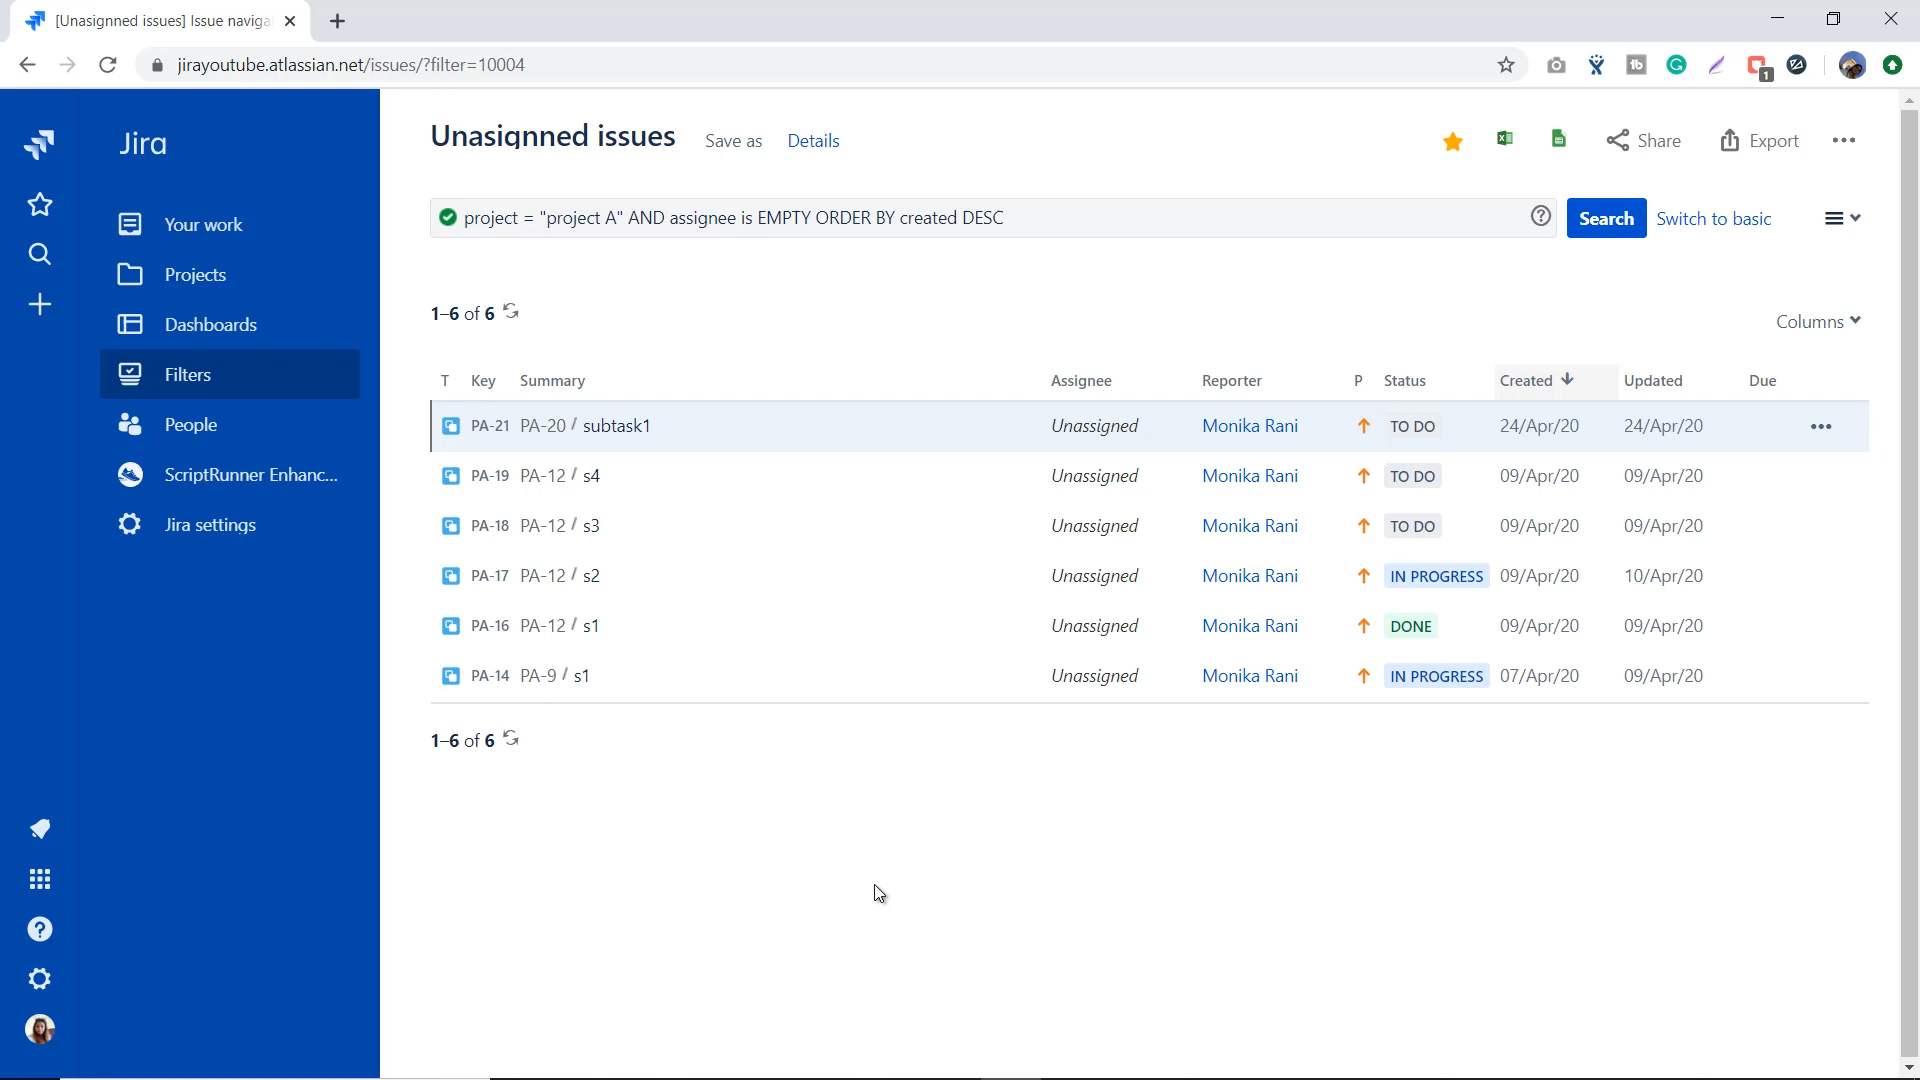 [Unasignned issues] Issue naviga
jirayoutube.atlassian.net/issues/?filter=10004
1
Jira
Your work
Projects
Dashboards
Filters
People
ScriptRunner Enhanc...
Jira settings
Unasignned issues Save as Details Share Export
project = "project A" AND assignee is EMPTY ORDER BY created DESC Search Switch to basic
1–6 of 6
Columns
T Key Summary Assignee Reporter P Status Created Updated Due
PA-21 PA-20 / subtask1 Unassigned Monika Rani TO DO 24/Apr/20 24/Apr/20
PA-19 PA-12 / s4 Unassigned Monika Rani TO DO 09/Apr/20 09/Apr/20
PA-18 PA-12 / s3 Unassigned Monika Rani TO DO 09/Apr/20 09/Apr/20
PA-17 PA-12 / s2 Unassigned Monika Rani IN PROGRESS 09/Apr/20 10/Apr/20
PA-16 PA-12 / s1 Unassigned Monika Rani DONE 09/Apr/20 09/Apr/20
PA-14 PA-9 / s1 Unassigned Monika Rani IN PROGRESS 07/Apr/20 09/Apr/20
1–6 of 6